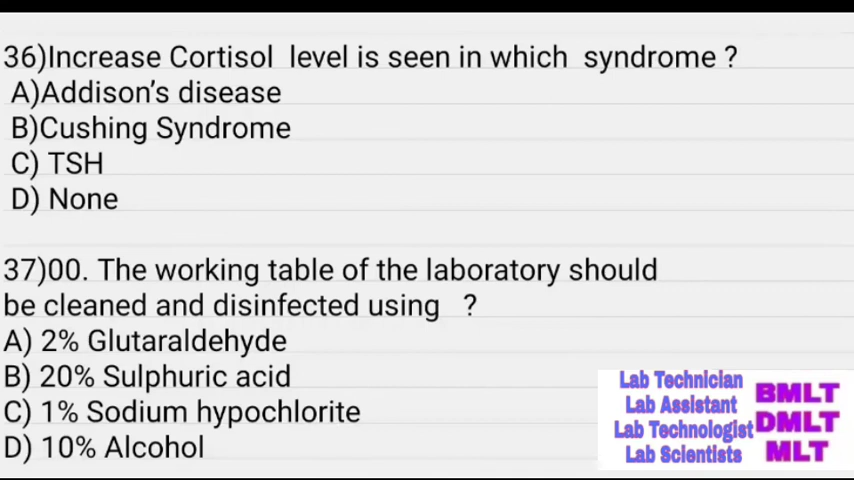 36)Increase Cortisol level is seen in which syndrome ?
A)Addison’s disease
B)Cushing Syndrome
C) TSH
D) None
37)00. The working table of the laboratory should
be cleaned and disinfected using ?
A) 2% Glutaraldehyde
B) 20% Sulphuric acid
C) 1% Sodium hypochlorite
D) 10% Alcohol
Lab Technician
Lab Assistant
Lab Technologist
Lab Scientists
BMLT
DMLT
MLT